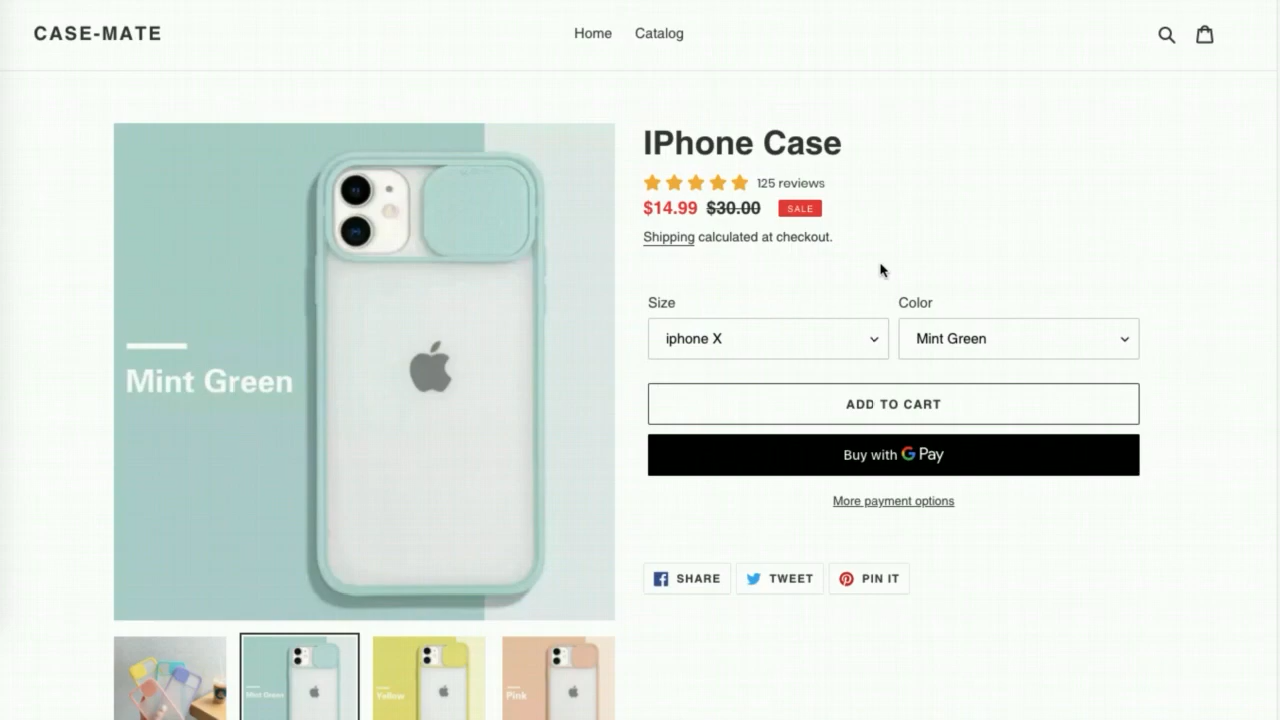 CASE-MATE
Home
Catalog
IPhone Case
125 reviews
$14.99 $30.00 SALE
Shipping calculated at checkout.
Size
Color
iphone X
Mint Green
ADD TO CART
Buy with G Pay
More payment options
SHARE
TWEET
PIN IT
Mint Green
Mint Green
Yellow
Pink